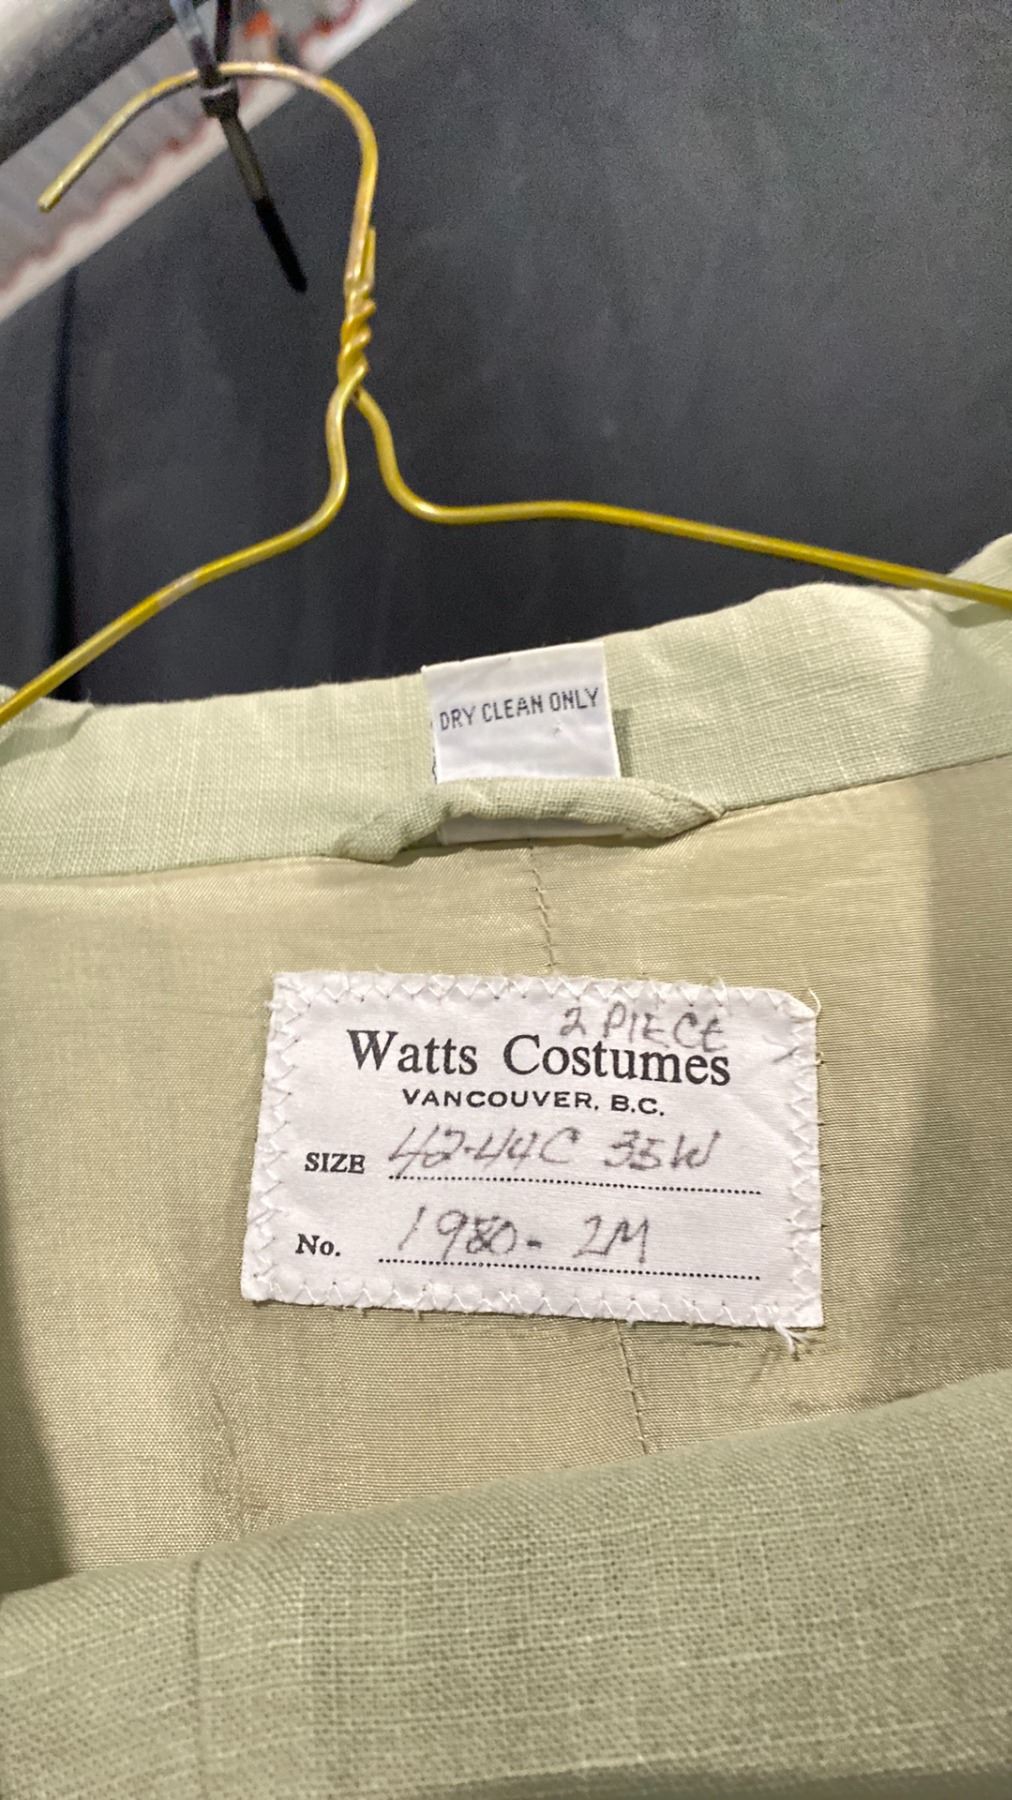 DRY CLEAN ONLY
2 PIECE
Watts Costumes
VANCOUVER, B.C.
SIZE 42-44C 35W
No. 1980- 2M